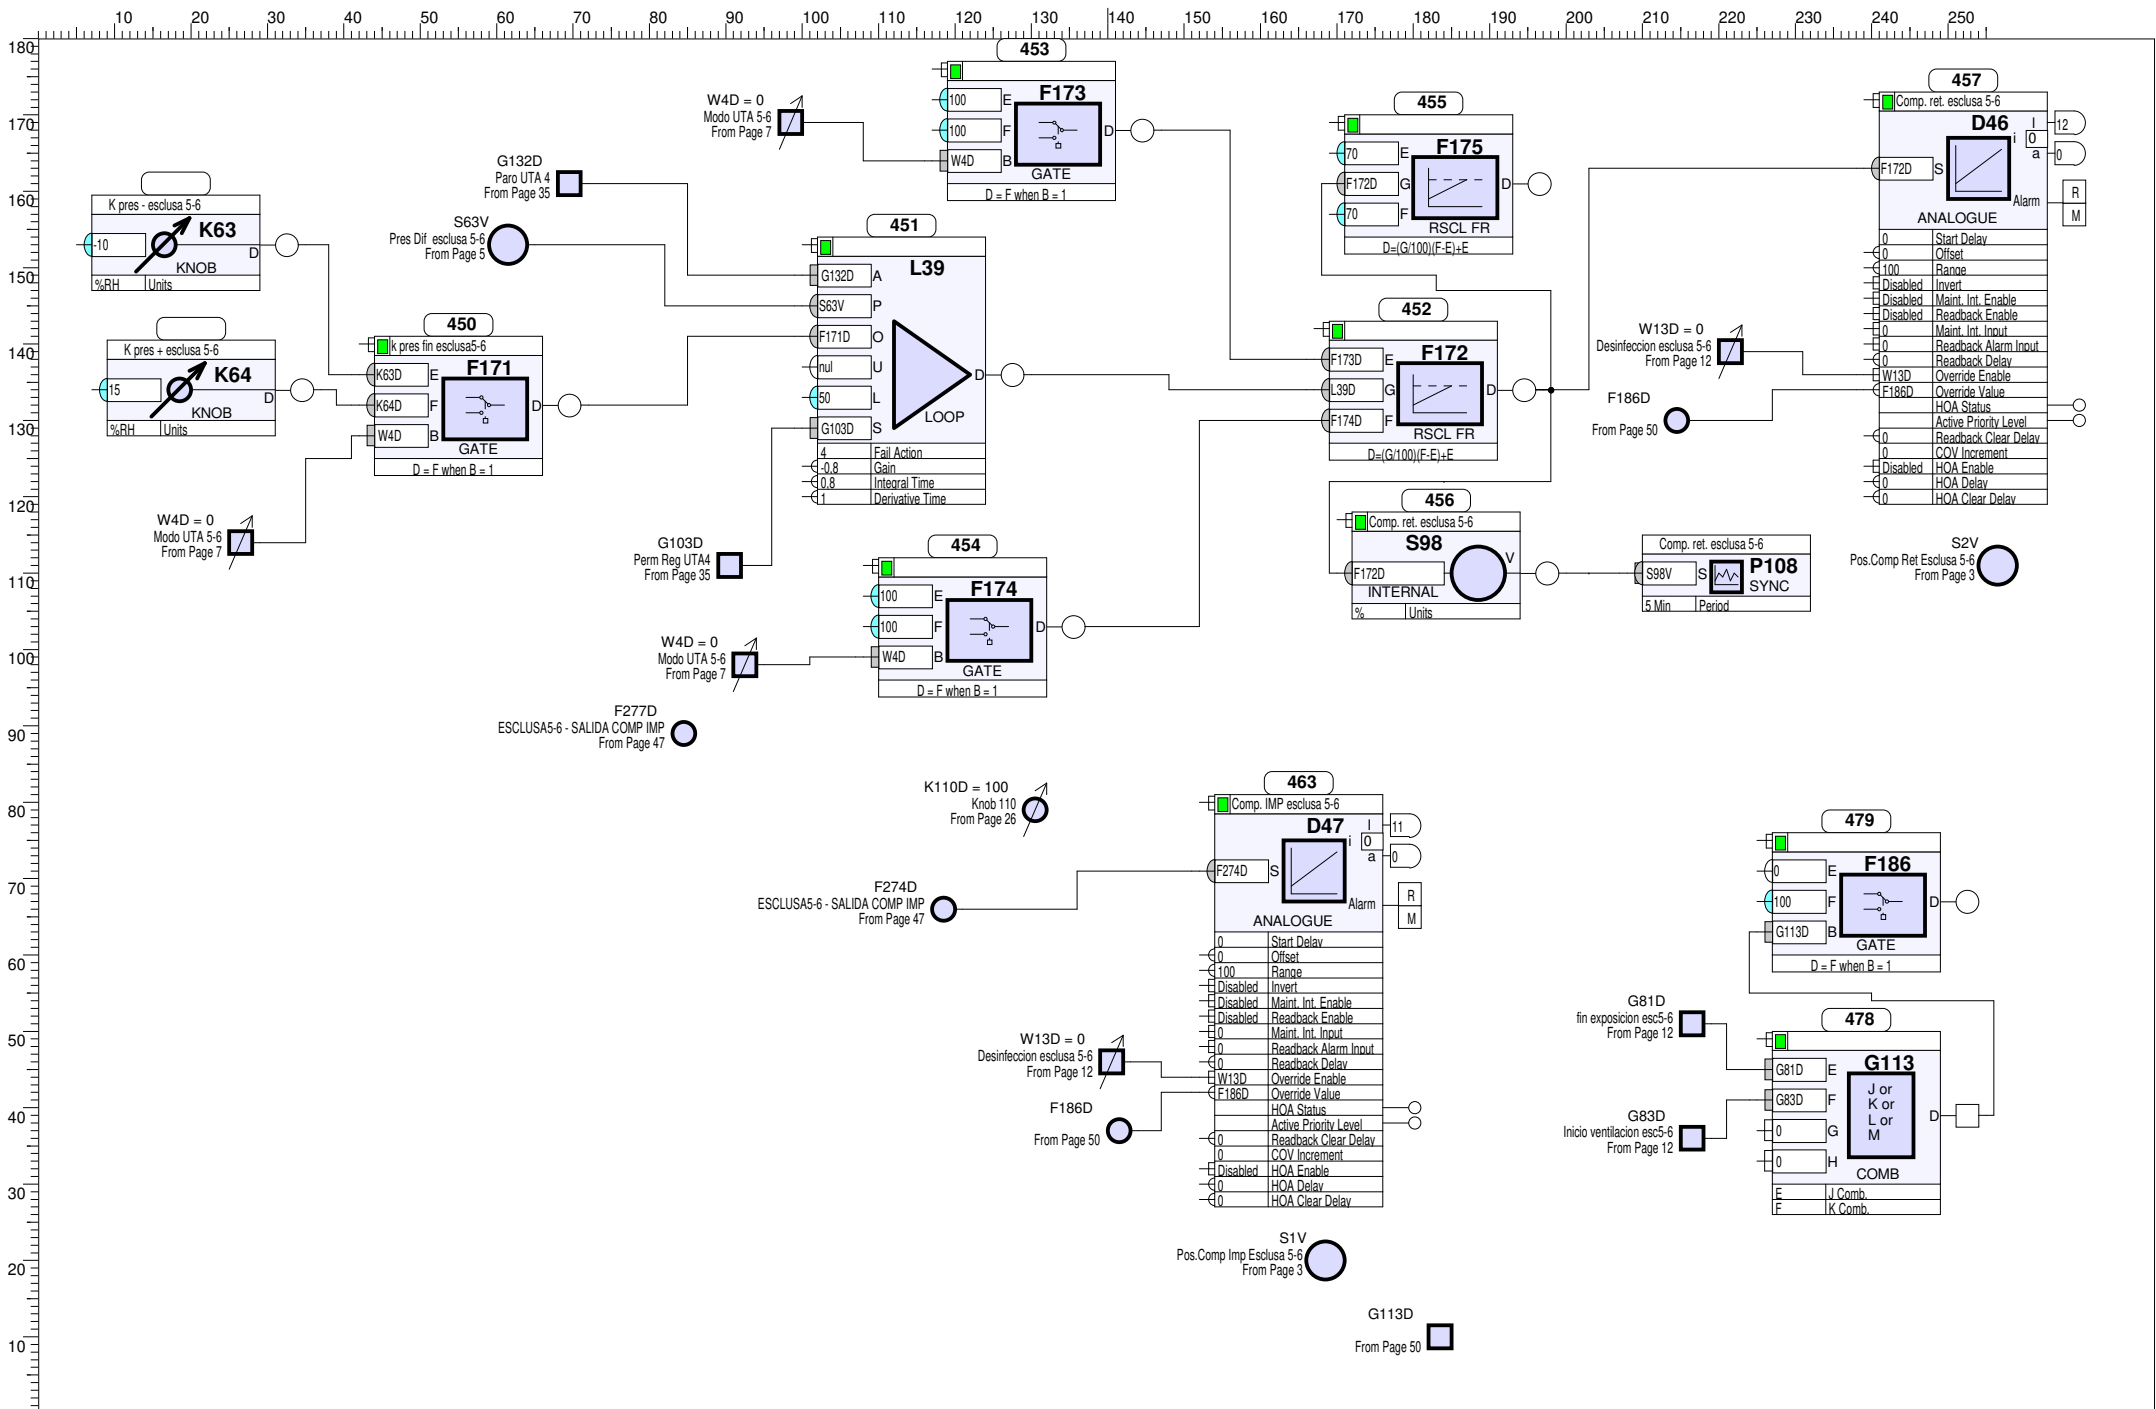 10 20 30 40 50 60 70 80 90 100 110 120 130 140 150 160 170 180 190 200 210 220 230 240 250
180
170
160
150
140
130
120
110
100
90
80
70
60
50
40
30
20
10
K pres - esclusa 5-6
K63
-10
D
KNOB
%RH Units
K pres + esclusa 5-6
K64
15
D
KNOB
%RH Units
W4D = 0
Modo UTA 5-6
From Page 7
450
k pres fin esclusa5-6
F171
K63D E
K64D F
D
W4D B
GATE
D = F when B = 1
G132D
Paro UTA 4
From Page 35
S63V
Pres Dif esclusa 5-6
From Page 5
W4D = 0
Modo UTA 5-6
From Page 7
453
F173
100 E
100 F
D
W4D B
GATE
D = F when B = 1
451
L39
G132D A
S63V P
F171D O
nul U
D
50 L
LOOP
G103D S
4 Fail Action
-0.8 Gain
0.8 Integral Time
1 Derivative Time
G103D
Perm Reg UTA4
From Page 35
454
F174
100 E
100 F
D
W4D B
GATE
D = F when B = 1
W4D = 0
Modo UTA 5-6
From Page 7
F277D
ESCLUSA5-6 - SALIDA COMP IMP
From Page 47
455
F175
70 E
F172D G
D
70 F
RSCL FR
D=(G/100)(F-E)+E
452
F172
F173D E
L39D G
D
F174D F
RSCL FR
D=(G/100)(F-E)+E
456
Comp. ret. esclusa 5-6
S98
V
F172D
INTERNAL
% Units
Comp. ret. esclusa 5-6
P108
S98V S
SYNC
5 Min Period
457
Comp. ret. esclusa 5-6
D46
I 12
i 0
a 0
F172D S
R
Alarm
M
ANALOGUE
0 Start Delay
0 Offset
100 Range
Disabled Invert
Disabled Maint. Int. Enable
Disabled Readback Enable
0 Maint. Int. Input
0 Readback Alarm Input
0 Readback Delay
W13D Override Enable
F186D Override Value
HOA Status
Active Priority Level
0 Readback Clear Delay
0 COV Increment
Disabled HOA Enable
0 HOA Delay
0 HOA Clear Delay
W13D = 0
Desinfeccion esclusa 5-6
From Page 12
F186D
From Page 50
S2V
Pos.Comp Ret Esclusa 5-6
From Page 3
K110D = 100
Knob 110
From Page 26
F274D
ESCLUSA5-6 - SALIDA COMP IMP
From Page 47
W13D = 0
Desinfeccion esclusa 5-6
From Page 12
F186D
From Page 50
463
Comp. IMP esclusa 5-6
D47
I 11
i 0
a 0
F274D S
R
Alarm
M
ANALOGUE
0 Start Delay
0 Offset
100 Range
Disabled Invert
Disabled Maint. Int. Enable
Disabled Readback Enable
0 Maint. Int. Input
0 Readback Alarm Input
0 Readback Delay
W13D Override Enable
F186D Override Value
HOA Status
Active Priority Level
0 Readback Clear Delay
0 COV Increment
Disabled HOA Enable
0 HOA Delay
0 HOA Clear Delay
S1V
Pos.Comp Imp Esclusa 5-6
From Page 3
G113D
From Page 50
479
F186
0 E
100 F
D
G113D B
GATE
D = F when B = 1
G81D
fin exposicion esc5-6
From Page 12
G83D
Inicio ventilacion esc5-6
From Page 12
478
G113
G81D E
J or
G83D F
K or
L or
M
D
0 G
0 H
COMB
E J Comb.
F K Comb.